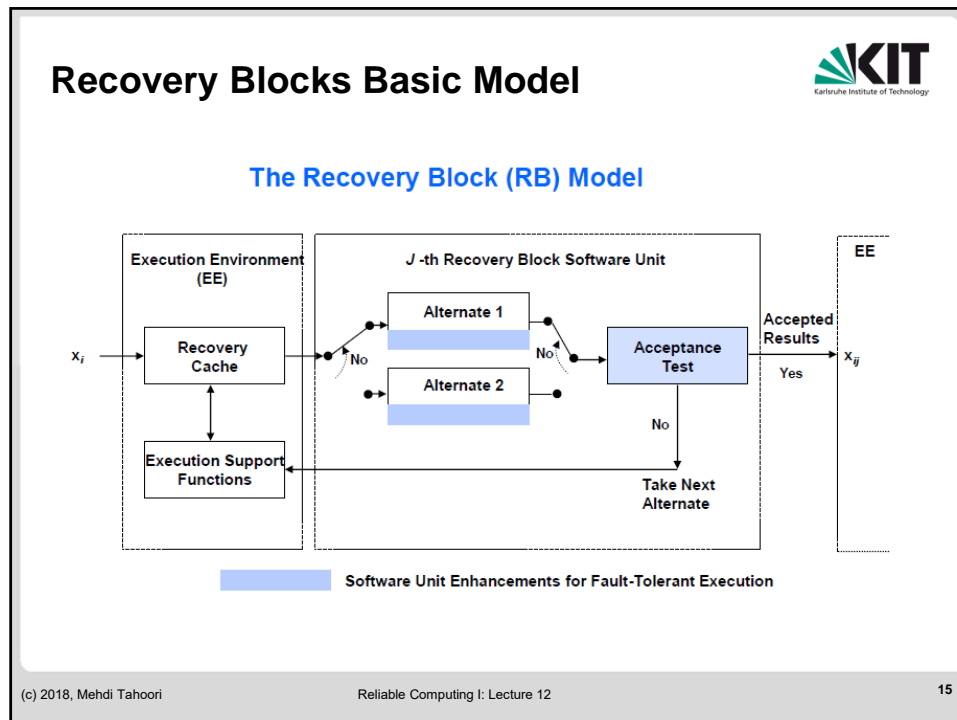 Recovery Blocks Basic Model
KIT
Karlsruhe Institute of Technology
The Recovery Block (RB) Model
Execution Environment
(EE)
J -th Recovery Block Software Unit
EE
Alternate 1
Accepted
Results
x_i
Recovery
Cache
No
No
Acceptance
Test
x_ij
Yes
Alternate 2
No
Execution Support
Functions
Take Next
Alternate
Software Unit Enhancements for Fault-Tolerant Execution
(c) 2018, Mehdi Tahoori
Reliable Computing I: Lecture 12
15